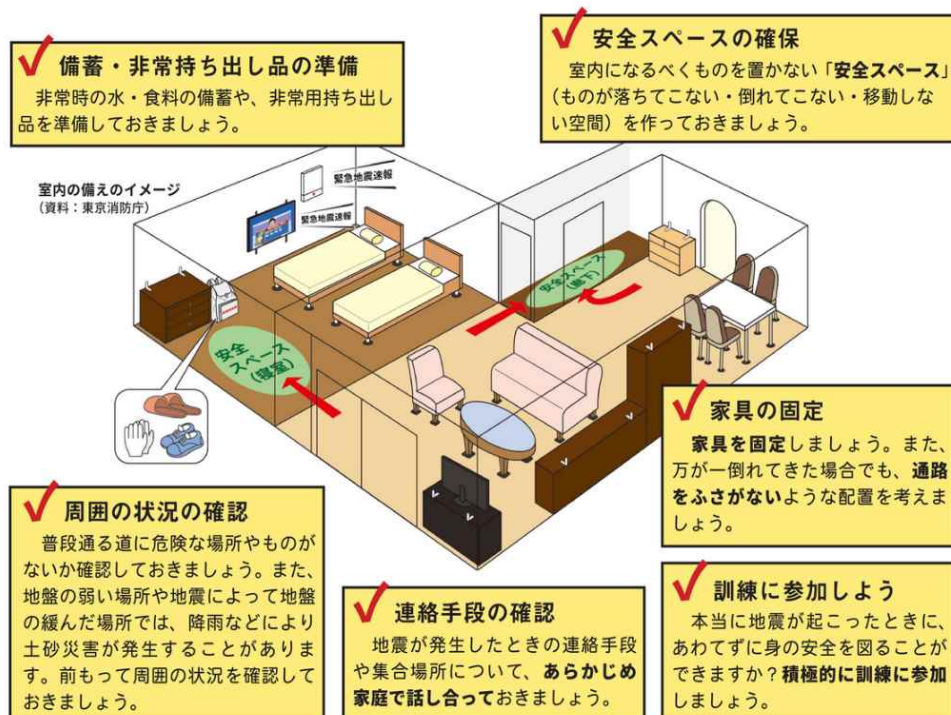 備蓄・非常持ち出し品の準備
非常時の水・食料の備蓄や、非常用持ち出し
品を準備しておきましょう。
安全スペースの確保
室内になるべくものを置かない「安全スペース」
(ものが落ちてこない・倒れてこない・移動しな
い空間)を作っておきましょう。
室内の備えのイメージ
(資料:東京消防庁)
緊急地震速報
緊急地震速報
安全スペース
(廊下)
安全
スペース
(寝室)
家具の固定
家具を固定しましょう。また、
万が一倒れてきた場合でも、通路
をふさがないような配置を考えま
しょう。
周囲の状況の確認
普段通る道に危険な場所やものが
ないか確認しておきましょう。また、
地盤の弱い場所や地震によって地盤
の緩んだ場所では、降雨などにより
土砂災害が発生することがありま
す。前もって周囲の状況を確認して
おきましょう。
連絡手段の確認
地震が発生したときの連絡手段
や集合場所について、あらかじめ
家庭で話し合っておきましょう。
訓練に参加しよう
本当に地震が起こったときに、
あわてずに身の安全を図ることが
できますか?積極的に訓練に参加
しましょう。